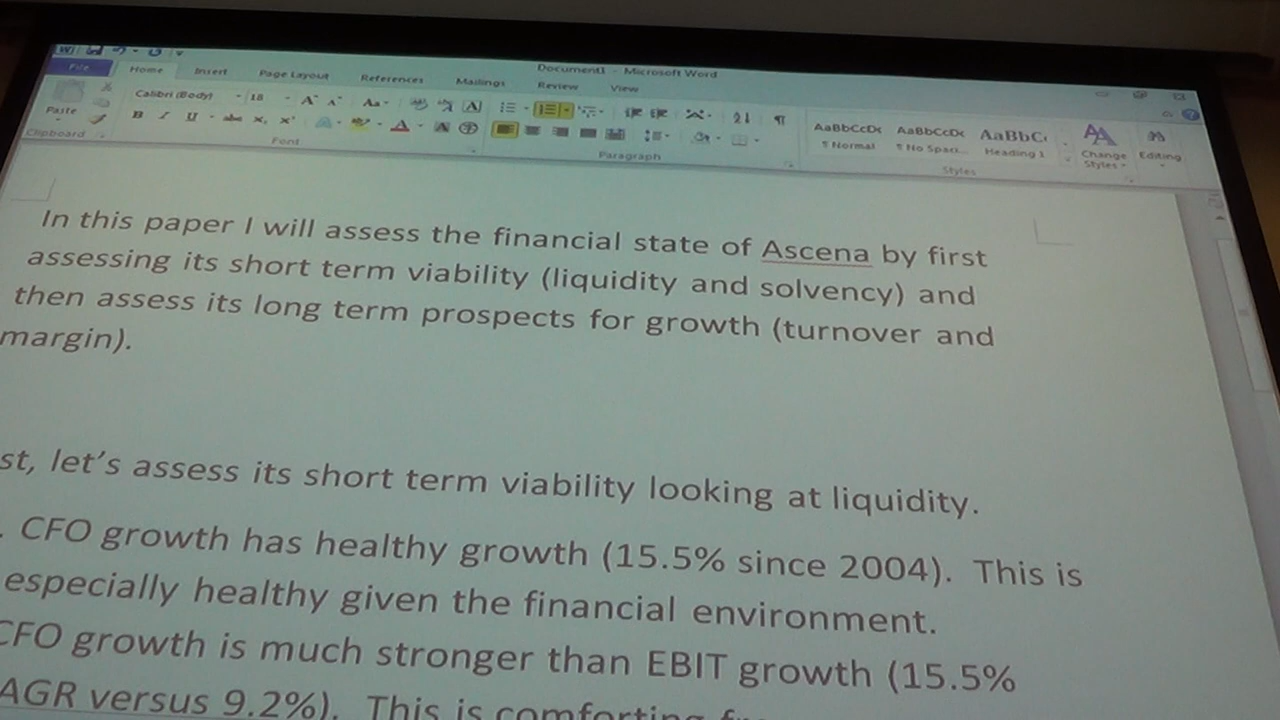 Document1 - Microsoft Word
File Home Insert Page Layout References Mailings Review View
Calibri (Body) 18
Paste
Clipboard
Font
Paragraph
AaBbCcDc AaBbCcDc AaBbC
¶ Normal ¶ No Spaci... Heading 1
Change Styles
Editing
Styles
In this paper I will assess the financial state of Ascena by first
assessing its short term viability (liquidity and solvency) and
then assess its long term prospects for growth (turnover and
margin).
st, let's assess its short term viability looking at liquidity.
. CFO growth has healthy growth (15.5% since 2004). This is
especially healthy given the financial environment.
CFO growth is much stronger than EBIT growth (15.5%
AGR versus 9.2%). This is comforting